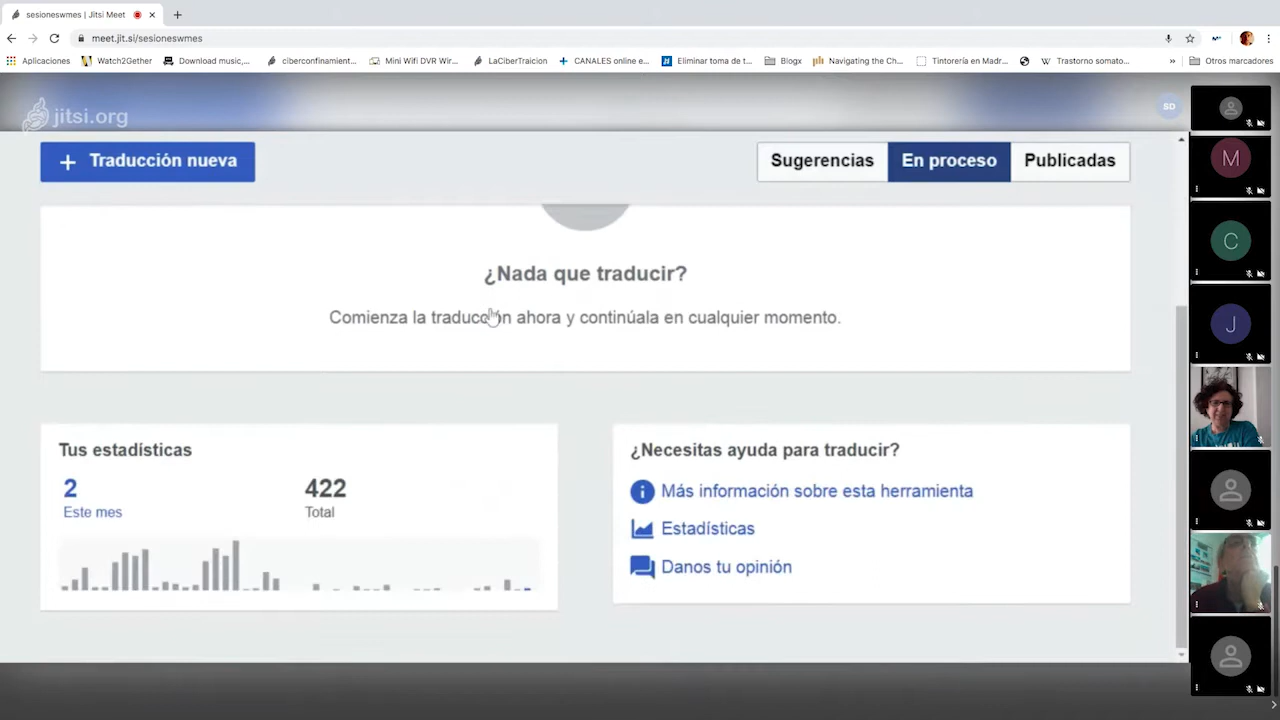 sesioneswmes | Jitsi Meet
meet.jit.si/sesioneswmes
Aplicaciones
Watch2Gether
Download music,...
ciberconfinamient...
Mini Wifi DVR Wir...
LaCiberTraicion
CANALES online e...
Eliminar toma de t...
Blogx
Navigating the Ch...
Tintorería en Madr...
Trastorno somato...
»
Otros marcadores
jitsi.org
SD
+ Traducción nueva
Sugerencias
En proceso
Publicadas
M
C
J
¿Nada que traducir?
Comienza la traducción ahora y continúala en cualquier momento.
Tus estadísticas
2
Este mes
422
Total
¿Necesitas ayuda para traducir?
Más información sobre esta herramienta
Estadísticas
Danos tu opinión